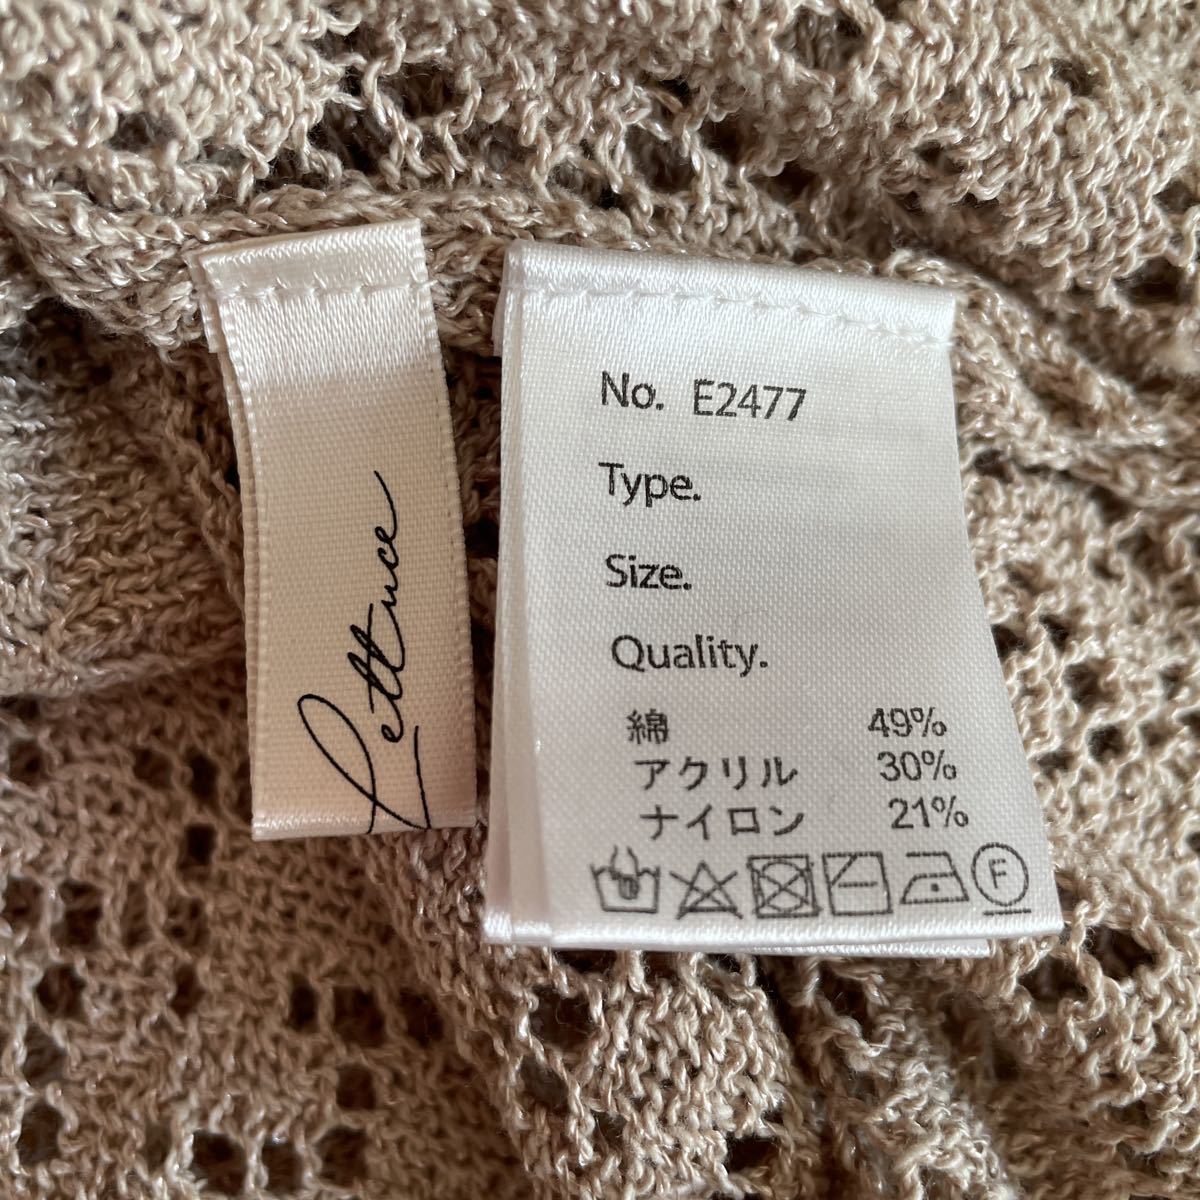 Lettuce
No. E2477
Type.
Size.
Quality.
綿 49%
アクリル 30%
ナイロン 21%
F